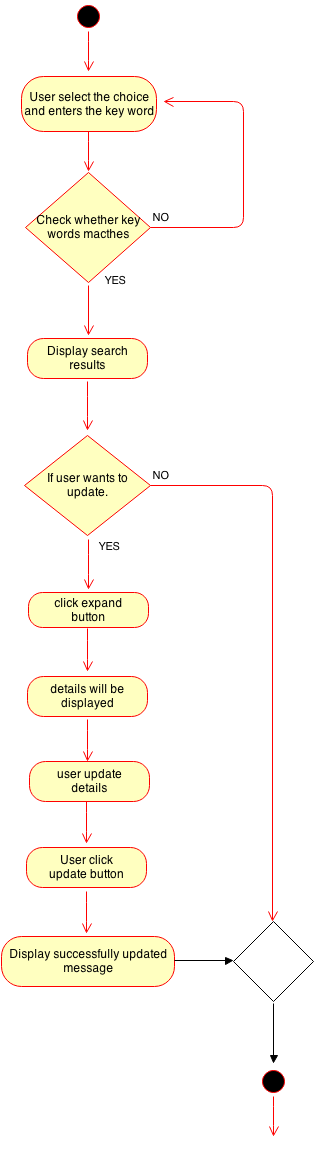 User select the choice
and enters the key word
Check whether key
words macthes
NO
YES
Display search
results
If user wants to
update.
NO
YES
click expand
button
details will be
displayed
user update
details
User click
update button
Display successfully updated
message